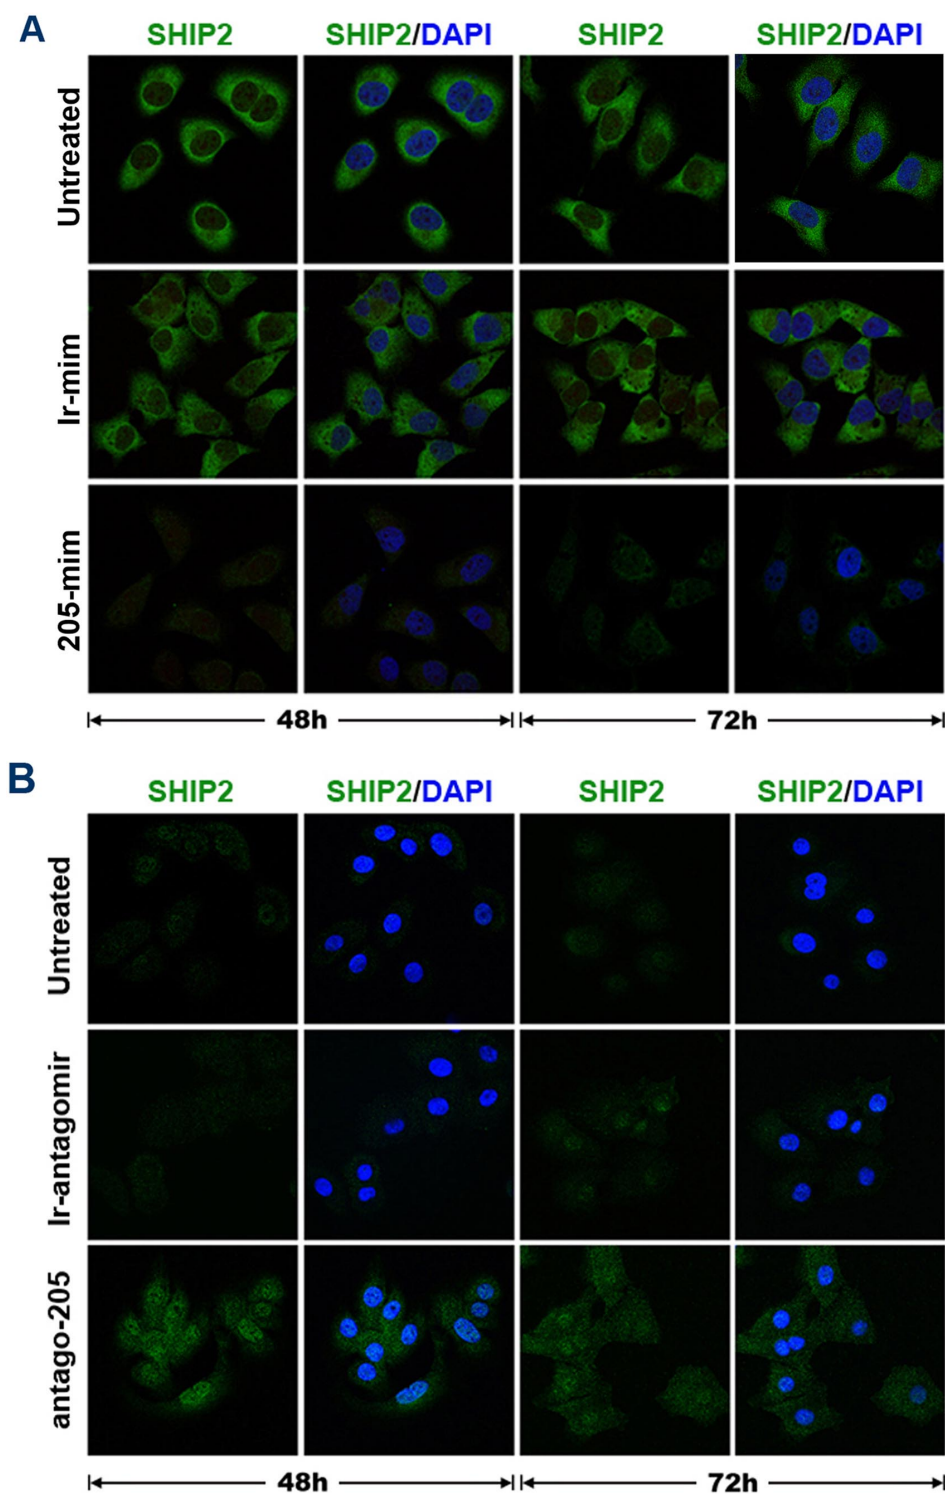 A
SHIP2 SHIP2/DAPI SHIP2 SHIP2/DAPI
Untreated
Ir-mim
205-mim
48h 72h
B
SHIP2 SHIP2/DAPI SHIP2 SHIP2/DAPI
Untreated
Ir-antagomir
antago-205
48h 72h